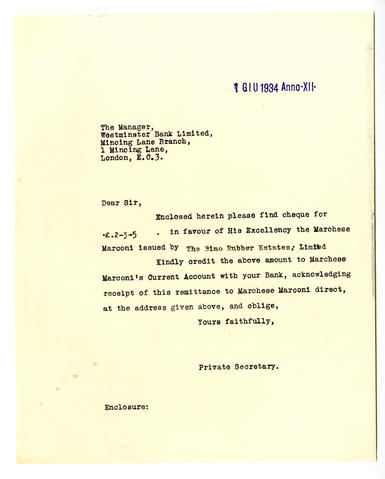 1 GIU 1934 Anno-XII-
The Manager,
Westminster Bank Limited,
Mincing Lane Branch,
1 Mincing Lane,
London, E.C.3.
Dear Sir,
Enclosed herein please find cheque for
£.2-3-5 . in favour of His Excellency the Marchese
Marconi issued by The Bimo Rubber Estates, Limited
Kindly credit the above amount to Marchese
Marconi's Current Account with your Bank, acknowledging
receipt of this remittance to Marchese Marconi direct,
at the address given above, and oblige,
Yours faithfully,
Private Secretary.
Enclosure: